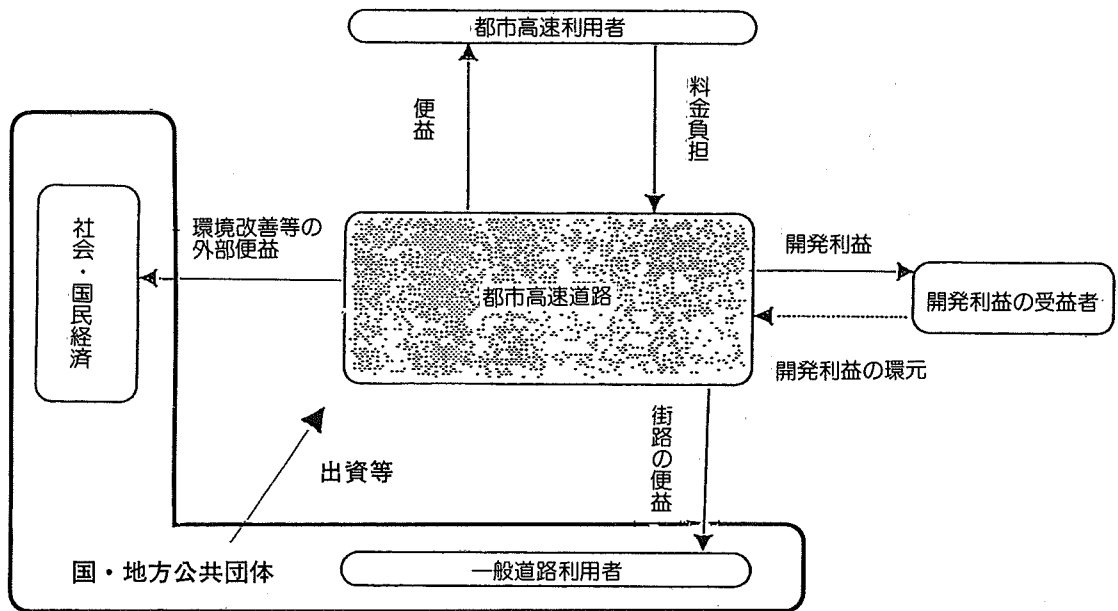 都市高速利用者
便益
料金負担
社会・国民経済
環境改善等の
外部便益
都市高速道路
開発利益
開発利益の受益者
開発利益の環元
街路の便益
出資等
国・地方公共団体
一般道路利用者